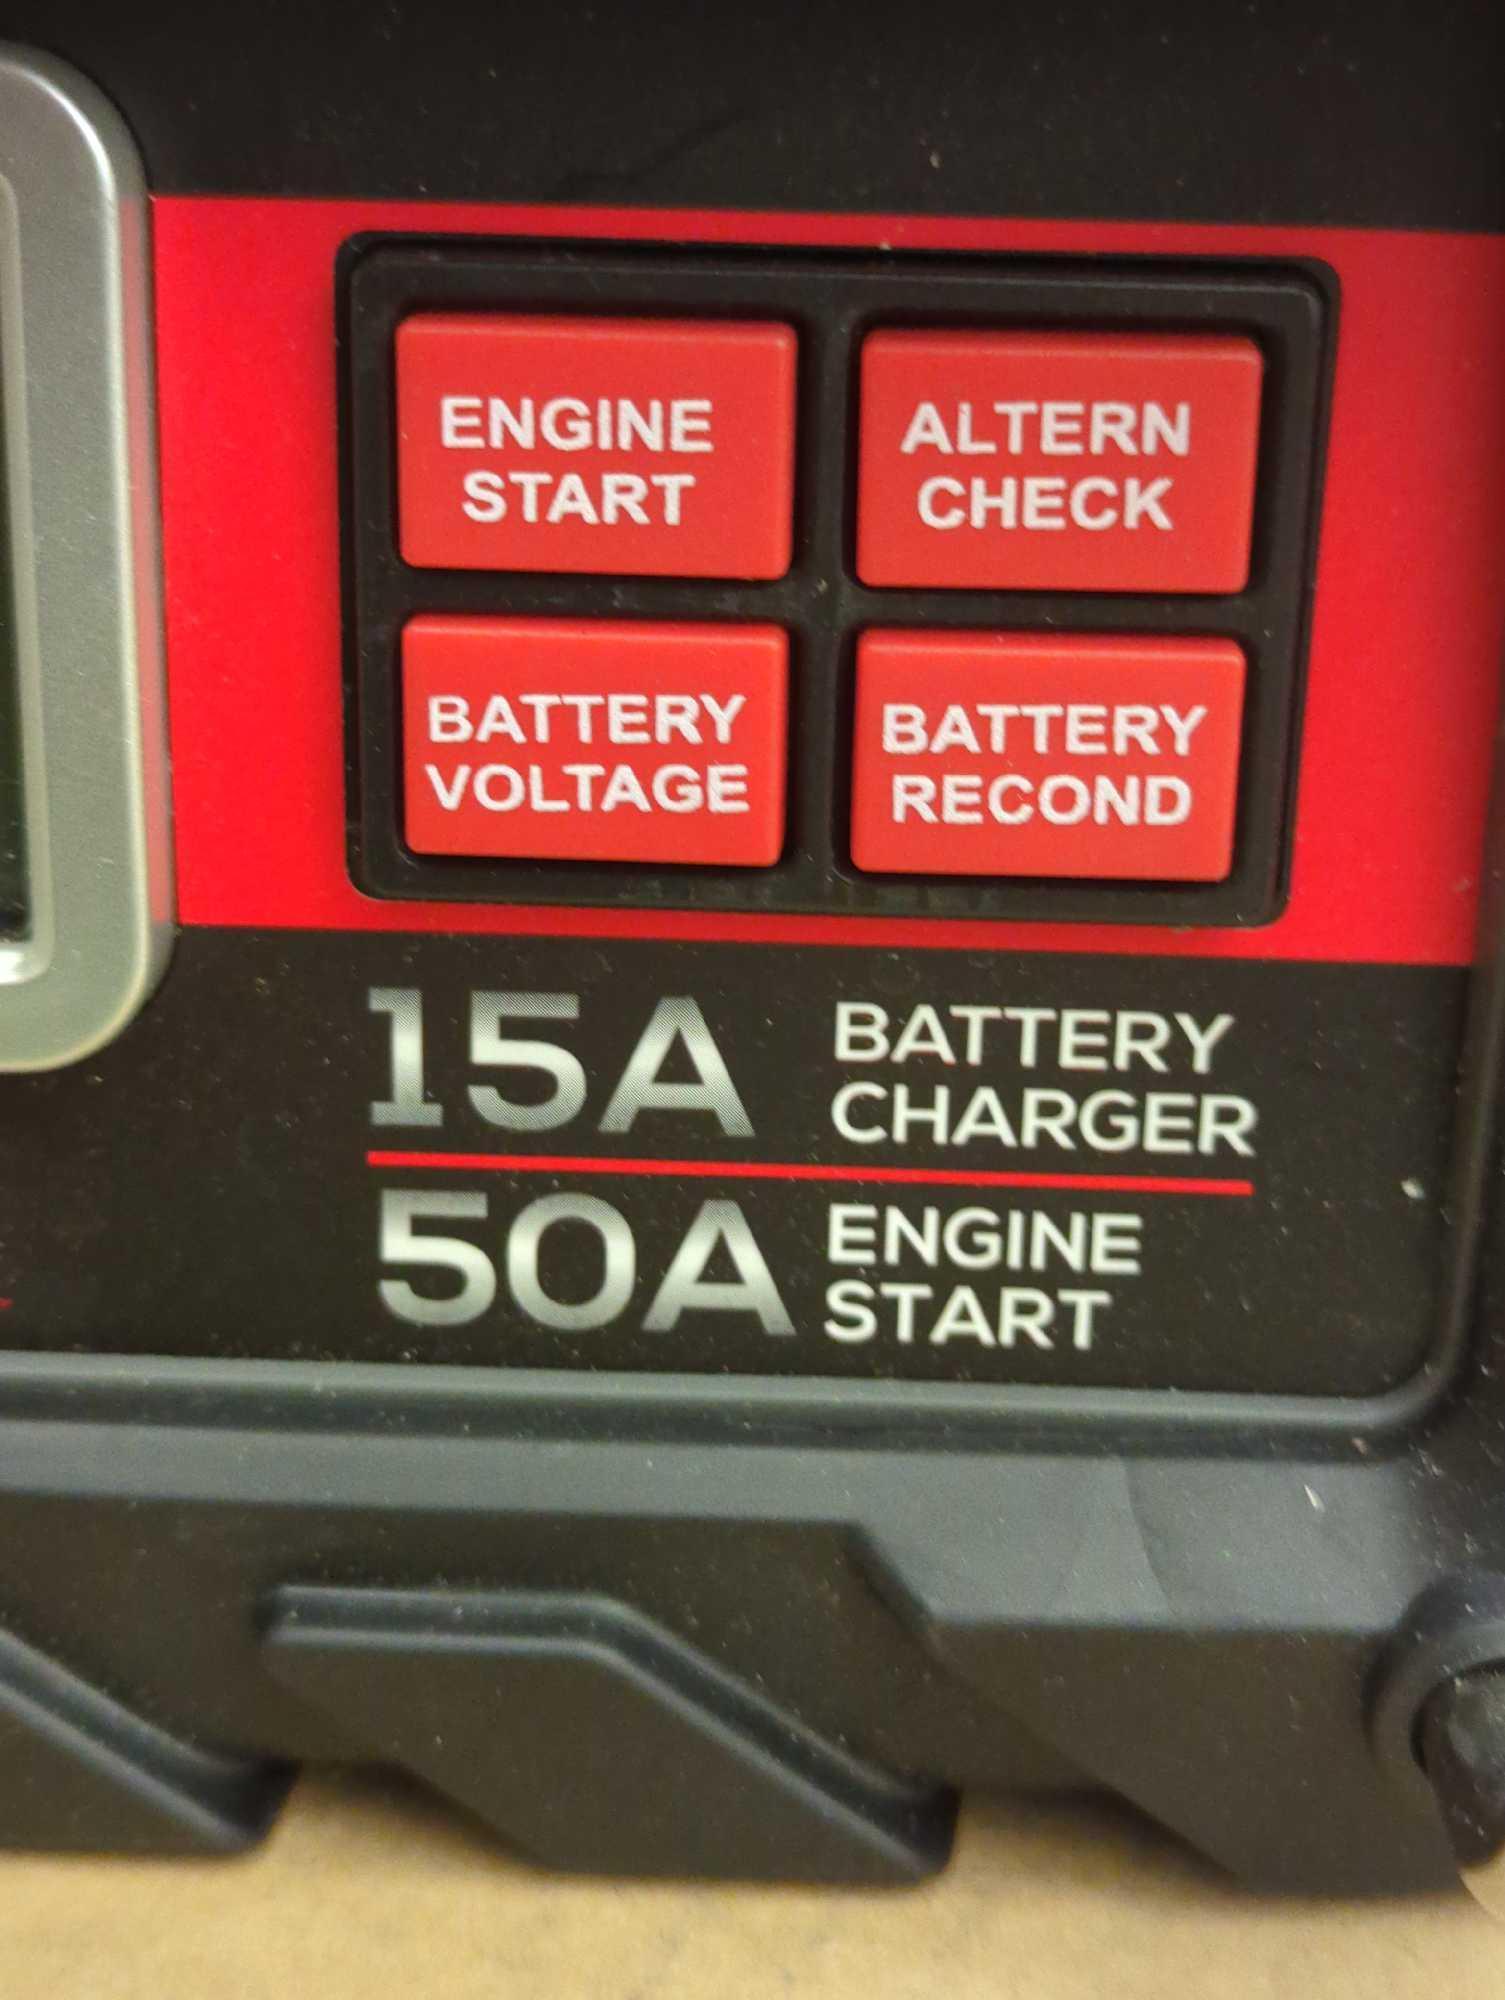 ENGINE
START
ALTERN
CHECK
BATTERY
VOLTAGE
BATTERY
RECOND
15A
BATTERY
CHARGER
50A
ENGINE
START